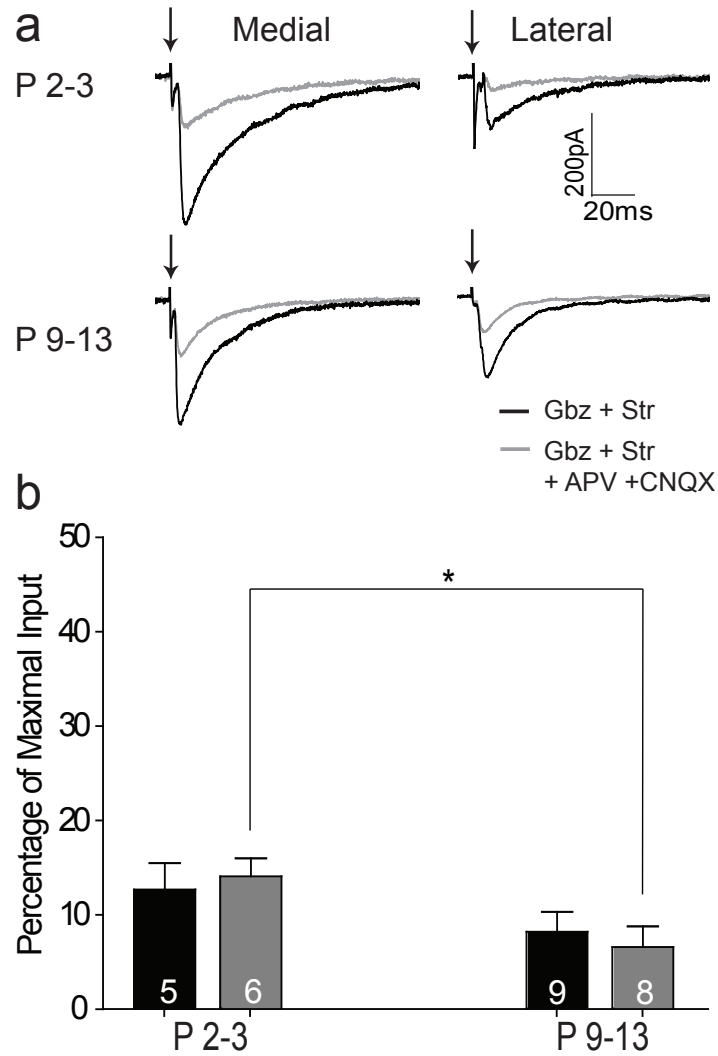 a
Medial
Lateral
P 2-3
200pA
20ms
P 9-13
Gbz + Str
Gbz + Str
+ APV +CNQX
b
Percentage of Maximal Input
50
40
30
20
10
0
*
5
6
9
8
P 2-3
P 9-13